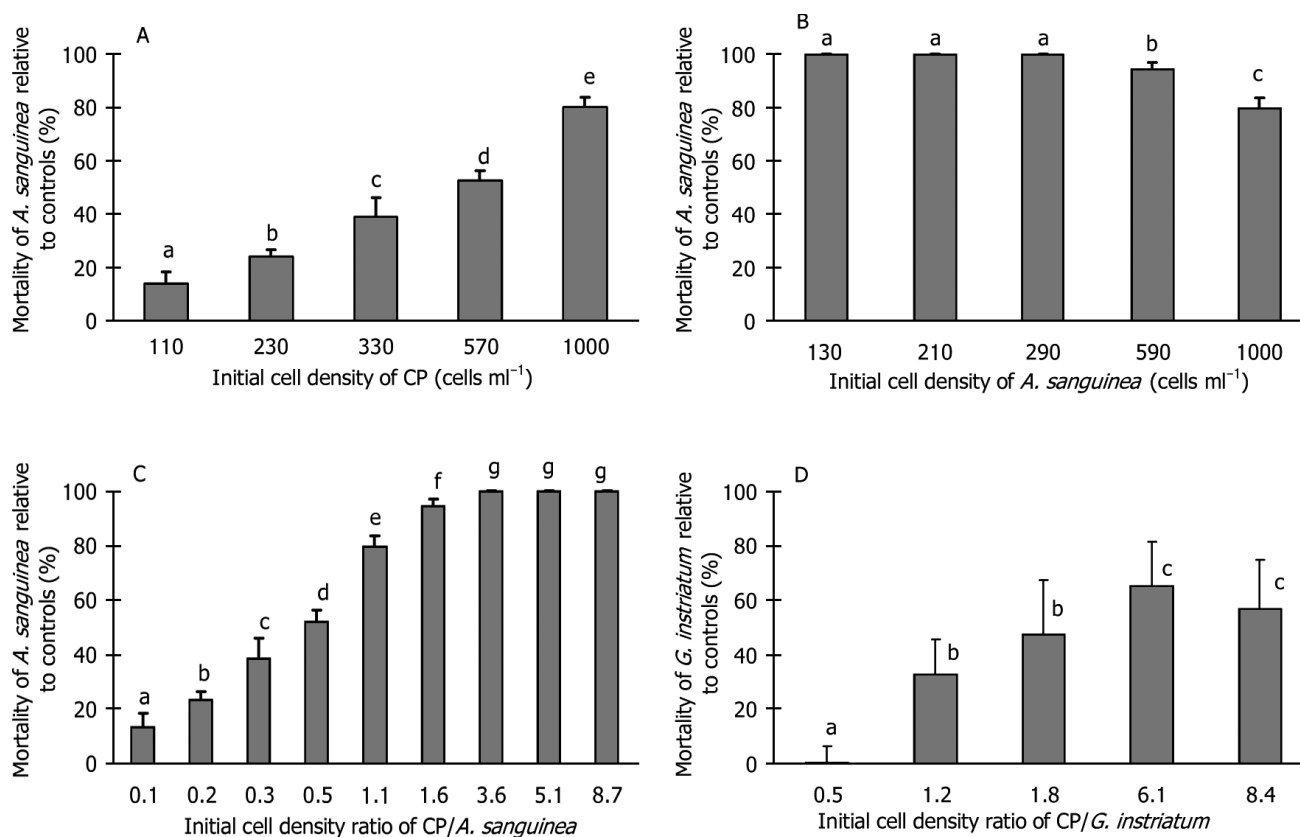 A
Mortality of A. sanguinea relative
to controls (%)
100
80
60
40
20
0
a
b
c
d
e
110 230 330 570 1000
Initial cell density of CP (cells ml⁻¹)
B
Mortality of A. sanguinea relative
to controls (%)
100
80
60
40
20
0
a
a
a
b
c
130 210 290 590 1000
Initial cell density of A. sanguinea (cells ml⁻¹)
C
Mortality of A. sanguinea relative
to controls (%)
100
80
60
40
20
0
a
b
c
d
e
f
g
g
g
0.1 0.2 0.3 0.5 1.1 1.6 3.6 5.1 8.7
Initial cell density ratio of CP/A. sanguinea
D
Mortality of G. instriatum relative
to controls (%)
100
80
60
40
20
0
a
b
b
c
c
0.5 1.2 1.8 6.1 8.4
Initial cell density ratio of CP/G. instriatum